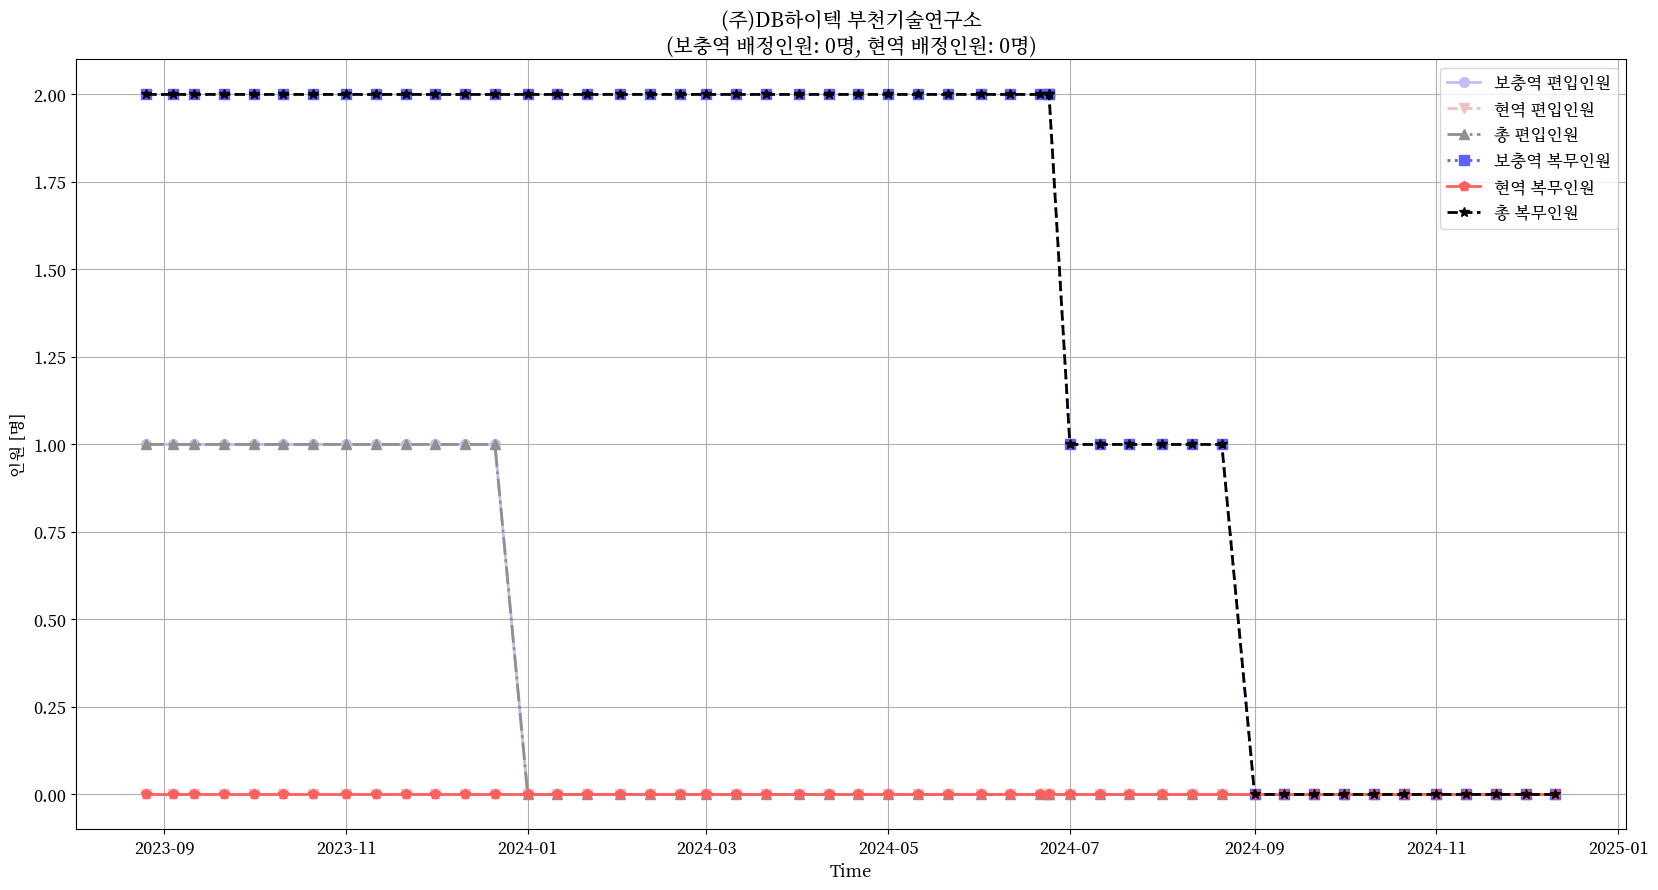 (주)DB하이텍 부천기술연구소
(보충역 배정인원: 0명, 현역 배정인원: 0명)
보충역 편입인원
현역 편입인원
총 편입인원
보충역 복무인원
현역 복무인원
총 복무인원
인원 [명]
2.00
1.75
1.50
1.25
1.00
0.75
0.50
0.25
0.00
2023-09 2023-11 2024-01 2024-03 2024-05 2024-07 2024-09 2024-11 2025-01
Time